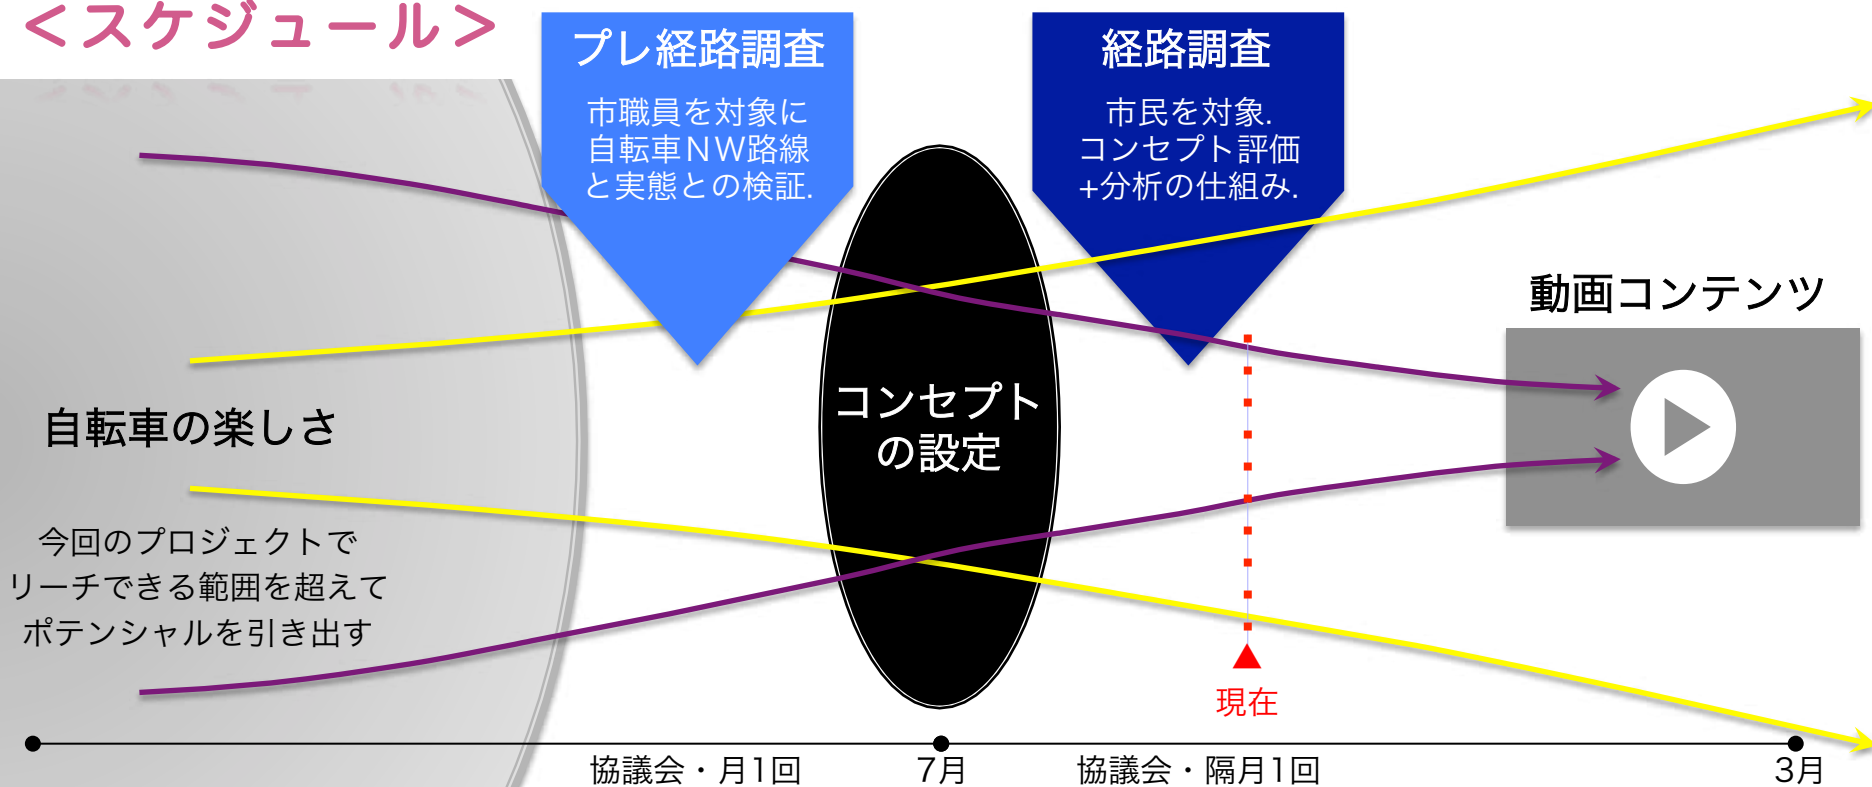 ＜スケジュール＞
プレ経路調査
市職員を対象に
自転車ＮＷ路線
と実態との検証.
経路調査
市民を対象.
コンセプト評価
+分析の仕組み.
動画コンテンツ
コンセプト
の設定
自転車の楽しさ
今回のプロジェクトで
リーチできる範囲を超えて
ポテンシャルを引き出す
現在
協議会・月1回
7月
協議会・隔月1回
3月